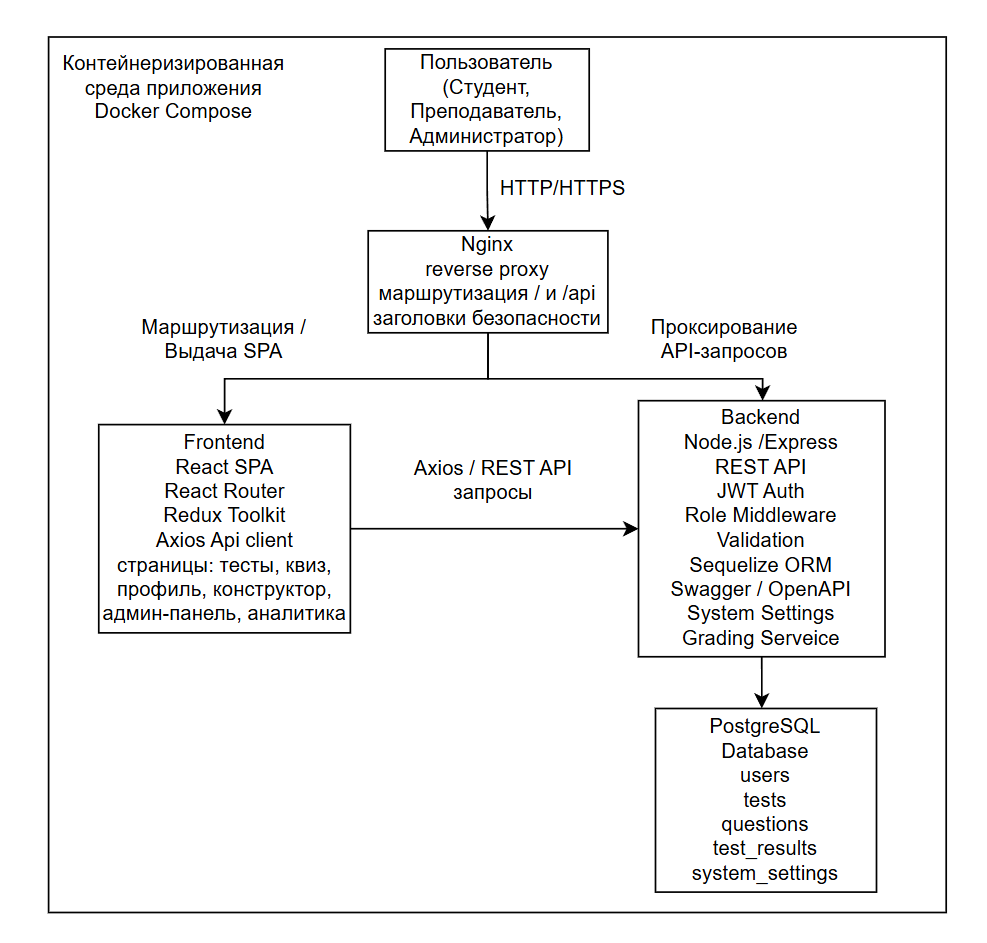 Контейнеризированная
среда приложения
Docker Compose
Пользователь
(Студент,
Преподаватель,
Администратор)
HTTP/HTTPS
Nginx
reverse proxy
маршрутизация / и /api
заголовки безопасности
Маршрутизация /
Выдача SPA
Проксирование
API-запросов
Frontend
React SPA
React Router
Redux Toolkit
Axios Api client
страницы: тесты, квиз,
профиль, конструктор,
админ-панель, аналитика
Axios / REST API
запросы
Backend
Node.js /Express
REST API
JWT Auth
Role Middleware
Validation
Sequelize ORM
Swagger / OpenAPI
System Settings
Grading Serveice
PostgreSQL
Database
users
tests
questions
test_results
system_settings